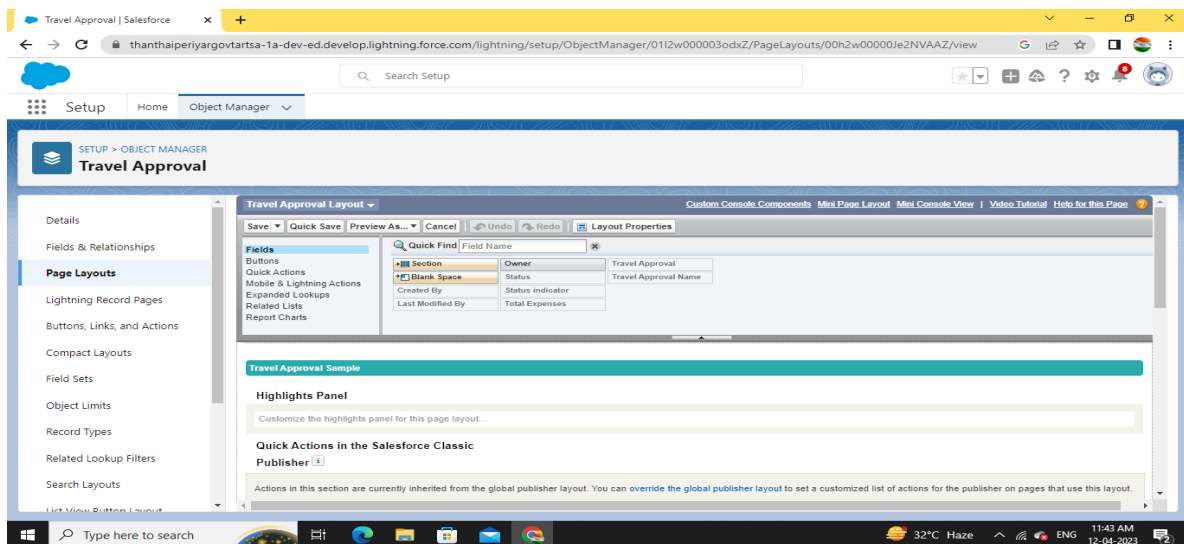 Travel Approval | Salesforce
thanthaiperiyargovtartsa-1a-dev-ed.develop.lightning.force.com/lightning/setup/ObjectManager/01I2w000003odxZ/PageLayouts/00h2w00000Je2NVAAZ/view
Search Setup
8
Setup Home Object Manager
SETUP > OBJECT MANAGER
Travel Approval
Details
Fields & Relationships
Page Layouts
Lightning Record Pages
Buttons, Links, and Actions
Compact Layouts
Field Sets
Object Limits
Record Types
Related Lookup Filters
Search Layouts
List View Button Layout
Travel Approval Layout Custom Console Components Mini Page Layout Mini Console View | Video Tutorial Help for this Page
Save Quick Save Preview As... Cancel Undo Redo Layout Properties
Fields
Buttons
Quick Actions
Mobile & Lightning Actions
Expanded Lookups
Related Lists
Report Charts
Quick Find Field Name
Section Owner Travel Approval
Blank Space Status Travel Approval Name
Created By Status indicator
Last Modified By Total Expenses
Travel Approval Sample
Highlights Panel
Customize the highlights panel for this page layout...
Quick Actions in the Salesforce Classic
Publisher
Actions in this section are currently inherited from the global publisher layout. You can override the global publisher layout to set a customized list of actions for the publisher on pages that use this layout.
Type here to search
32°C Haze
ENG
11:43 AM
12-04-2023
2